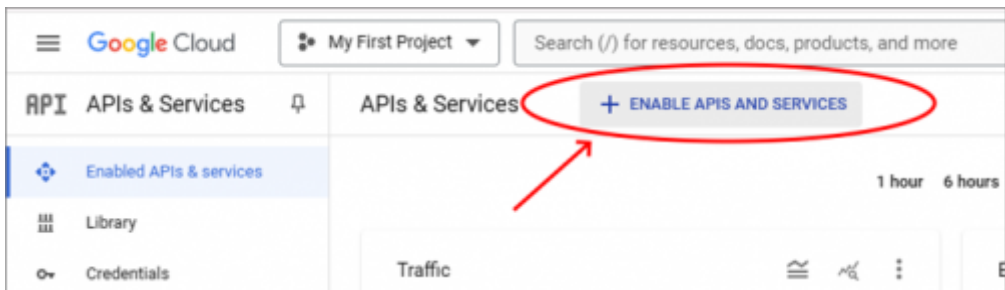 Google Cloud My First Project Search (/) for resources, docs, products, and more
API APIs & Services APIs & Services + ENABLE APIS AND SERVICES
Enabled APIs & services
1 hour 6 hours
Library
Traffic
Credentials